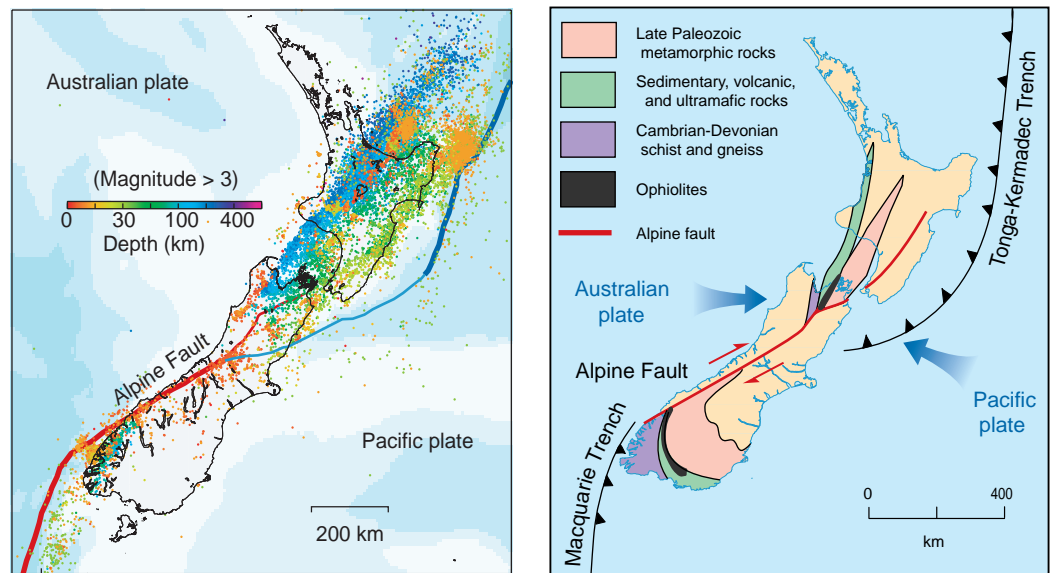 Australian plate
(Magnitude > 3)
0 30 100 400
Depth (km)
Alpine Fault
Pacific plate
200 km
Late Paleozoic
metamorphic rocks
Sedimentary, volcanic,
and ultramafic rocks
Cambrian-Devonian
schist and gneiss
Ophiolites
Alpine fault
Tonga-Kermadec Trench
Australian
plate
Alpine Fault
Pacific
plate
Macquarie Trench
0 400
km